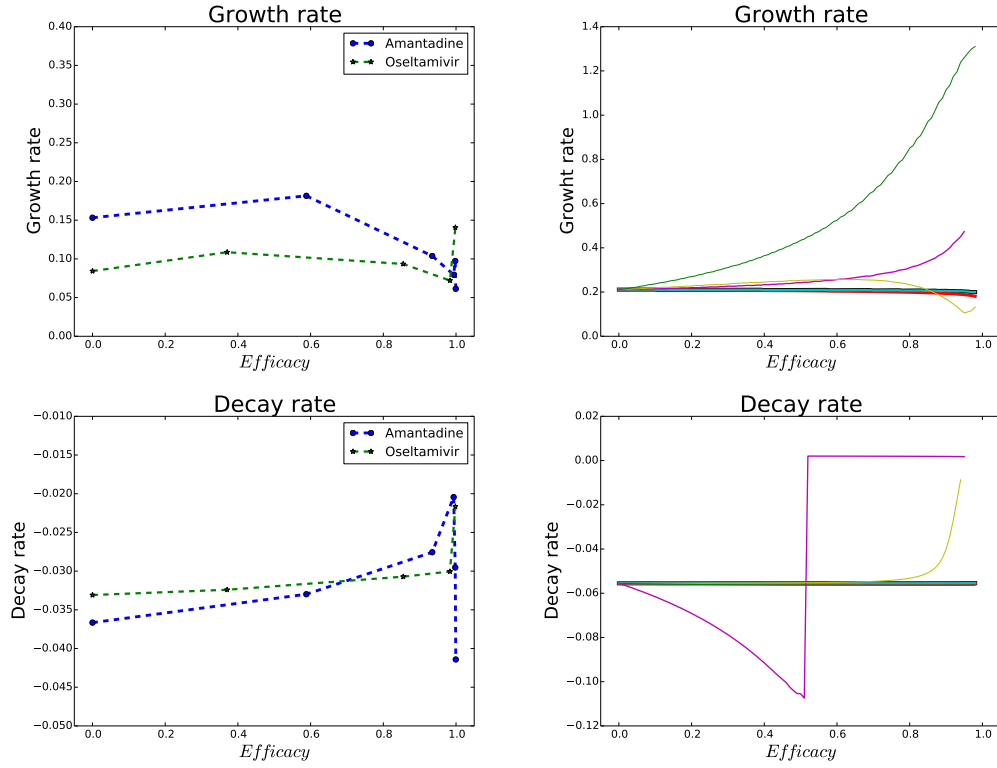 Growth rate
0.40
0.35
0.30
0.25
0.20
0.15
0.10
0.05
0.00
Growth rate
Amantadine
Oseltamivir
0.0 0.2 0.4 0.6 0.8 1.0
Efficacy
Growth rate
1.4
1.2
1.0
0.8
0.6
0.4
0.2
0.0
Growht rate
0.0 0.2 0.4 0.6 0.8
Efficacy
Decay rate
−0.010
−0.015
−0.020
−0.025
−0.030
−0.035
−0.040
−0.045
−0.050
Decay rate
Amantadine
Oseltamivir
0.0 0.2 0.4 0.6 0.8 1.0
Efficacy
Decay rate
0.02
0.00
−0.02
−0.04
−0.06
−0.08
−0.10
−0.12
Decay rate
0.0 0.2 0.4 0.6 0.8 1.0
Efficacy